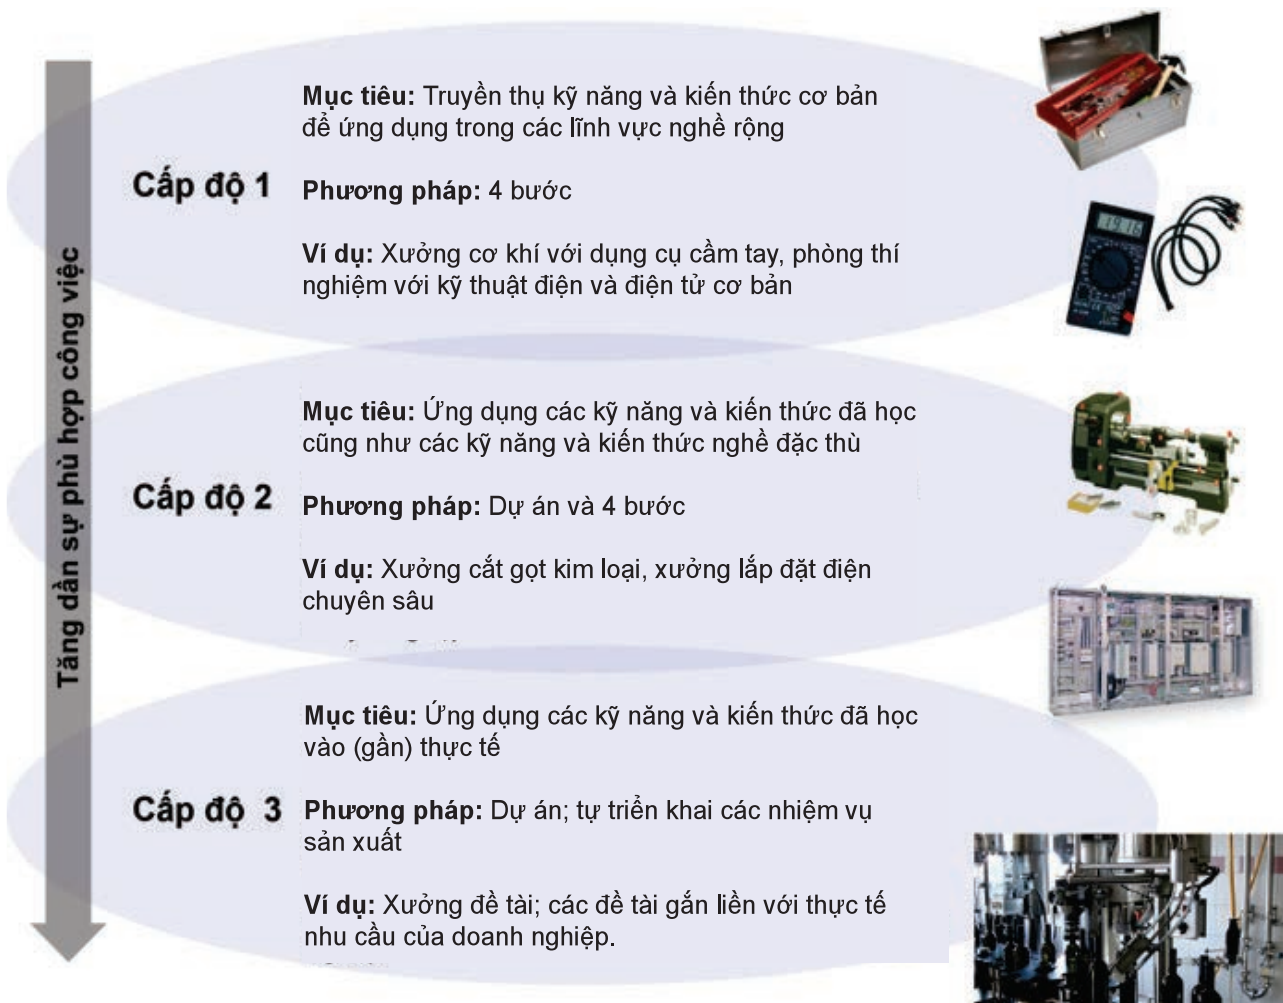 Tăng dần sự phù hợp công việc
Cấp độ 1
Mục tiêu: Truyền thụ kỹ năng và kiến thức cơ bản
để ứng dụng trong các lĩnh vực nghề rộng
Phương pháp: 4 bước
Ví dụ: Xưởng cơ khí với dụng cụ cầm tay, phòng thí
nghiệm với kỹ thuật điện và điện tử cơ bản
Cấp độ 2
Mục tiêu: Ứng dụng các kỹ năng và kiến thức đã học
cũng như các kỹ năng và kiến thức nghề đặc thù
Phương pháp: Dự án và 4 bước
Ví dụ: Xưởng cắt gọt kim loại, xưởng lắp đặt điện
chuyên sâu
Cấp độ 3
Mục tiêu: Ứng dụng các kỹ năng và kiến thức đã học
vào (gần) thực tế
Phương pháp: Dự án; tự triển khai các nhiệm vụ
sản xuất
Ví dụ: Xưởng đề tài; các đề tài gắn liền với thực tế
nhu cầu của doanh nghiệp.